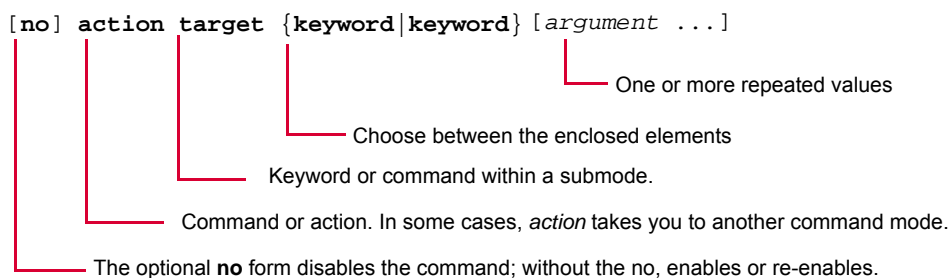 [no] action target {keyword|keyword} [argument ...]
One or more repeated values
Choose between the enclosed elements
Keyword or command within a submode.
Command or action. In some cases, action takes you to another command mode.
The optional no form disables the command; without the no, enables or re-enables.